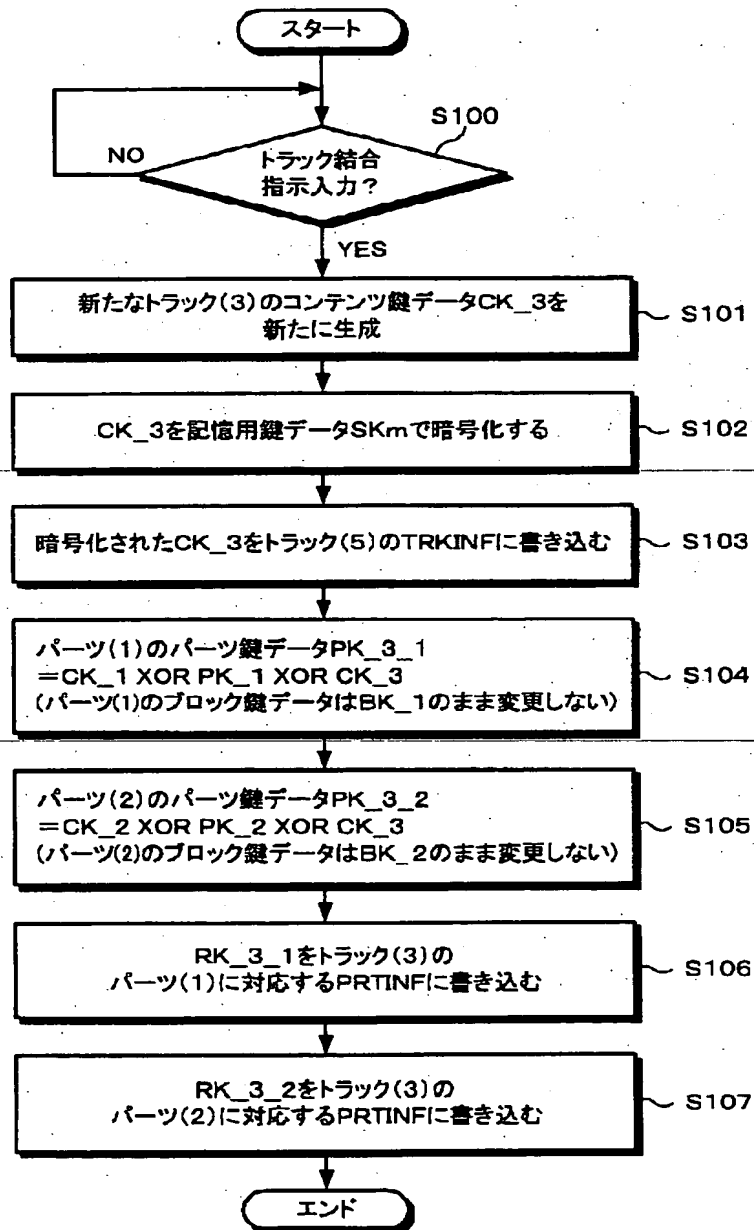 スタート
S100
NO
トラック結合
指示入力?
YES
新たなトラック(3)のコンテンツ鍵データCK_3を
新たに生成
S101
CK_3を記憶用鍵データSKmで暗号化する
S102
暗号化されたCK_3をトラック(5)のTRKINFに書き込む
S103
パーツ(1)のパーツ鍵データPK_3_1
=CK_1 XOR PK_1 XOR CK_3
(パーツ(1)のブロック鍵データはBK_1のまま変更しない)
S104
パーツ(2)のパーツ鍵データPK_3_2
=CK_2 XOR PK_2 XOR CK_3
(パーツ(2)のブロック鍵データはBK_2のまま変更しない)
S105
RK_3_1をトラック(3)の
パーツ(1)に対応するPRTINFに書き込む
S106
RK_3_2をトラック(3)の
パーツ(2)に対応するPRTINFに書き込む
S107
エンド